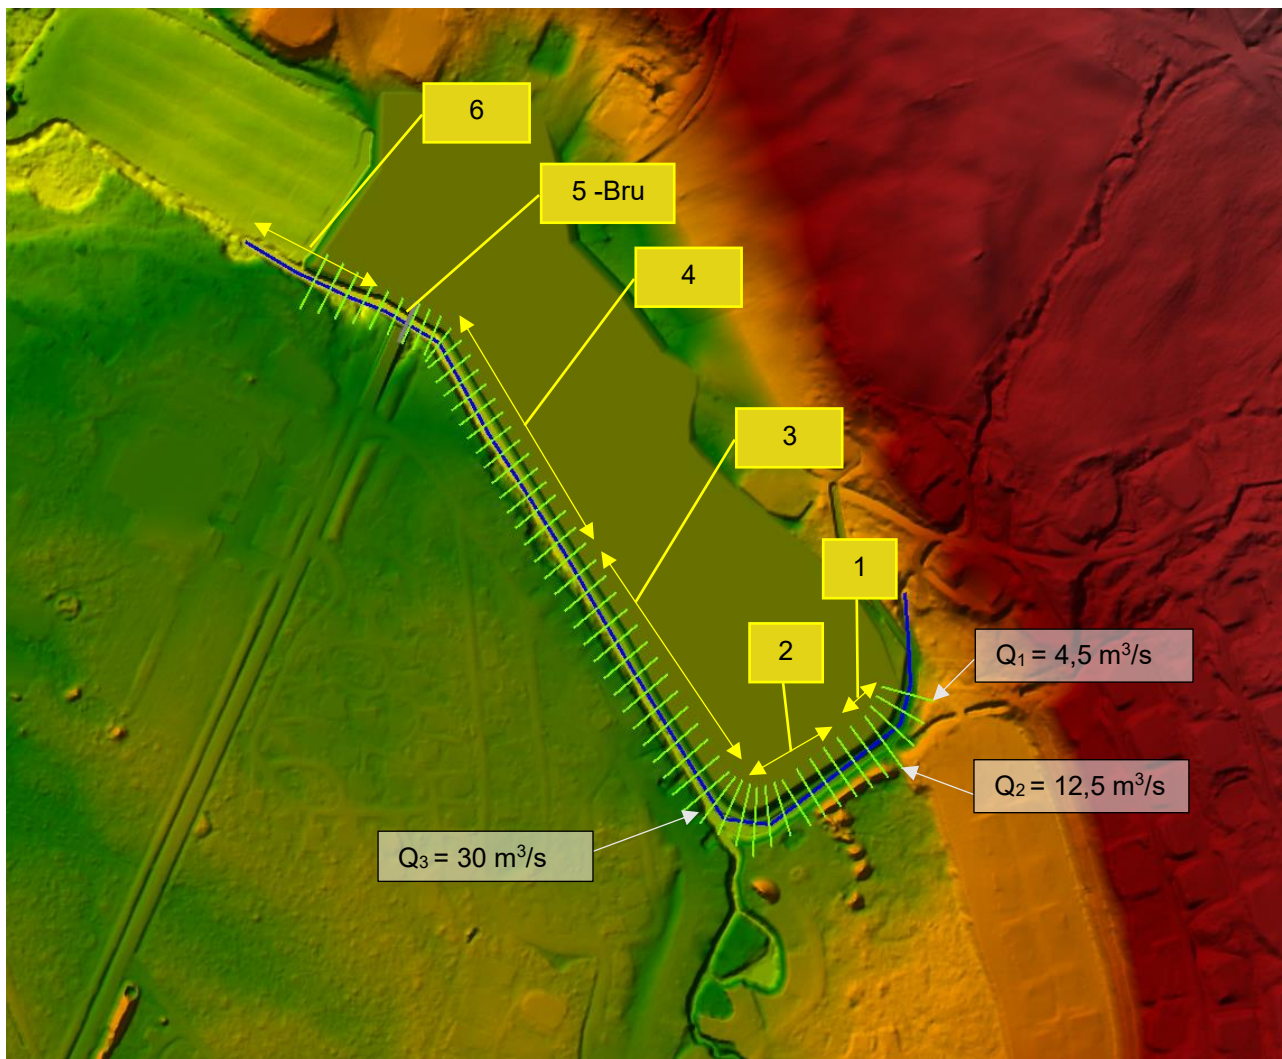 6
5 -Bru
4
3
1
2
Q₁ = 4,5 m³/s
Q₂ = 12,5 m³/s
Q₃ = 30 m³/s